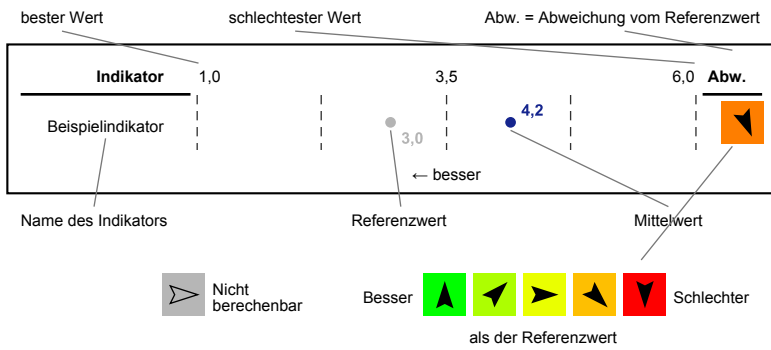 bester Wert schlechtester Wert Abw. = Abweichung vom Referenzwert
Indikator 1,0 3,5 6,0 Abw.
Beispielindikator 3,0 4,2
← besser
Name des Indikators Referenzwert Mittelwert
Nicht
berechenbar
Besser Schlechter
als der Referenzwert